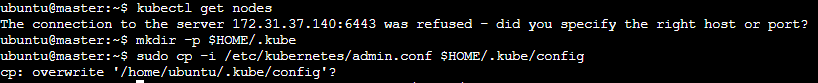 ubuntu@master:~$ kubectl get nodes
The connection to the server 172.31.37.140:6443 was refused - did you specify the right host or port?
ubuntu@master:~$ mkdir -p $HOME/.kube
ubuntu@master:~$ sudo cp -i /etc/kubernetes/admin.conf $HOME/.kube/config
cp: overwrite '/home/ubuntu/.kube/config'?